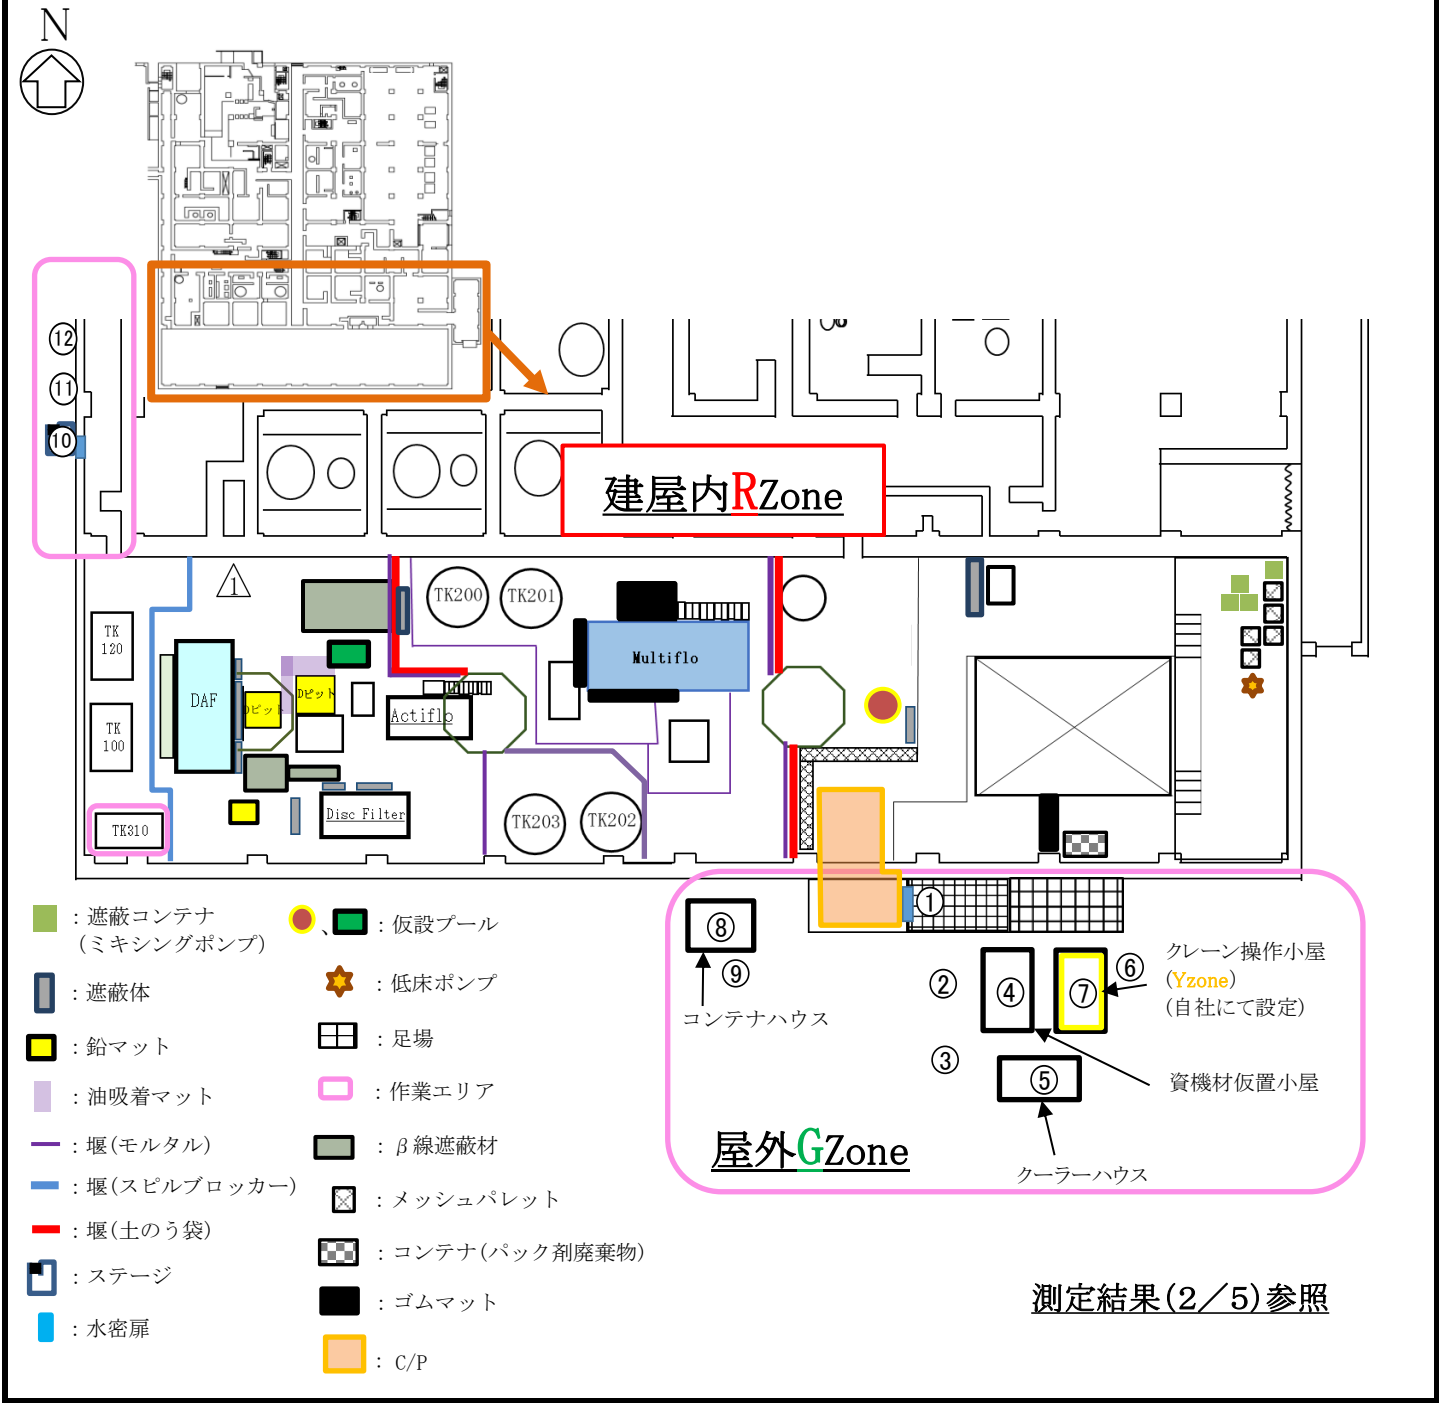 N
⑫
⑪
⑩
建屋内RZone
1
TK
120
TK
100
TK310
DAF
Dピット
Dピット
Actiflo
Disc Filter
TK200
TK201
Multiflo
TK203
TK202
①
②
③
④
⑤
⑥
⑦
⑧
⑨
コンテナハウス
クレーン操作小屋
(Yzone)
(自社にて設定)
資機材仮置小屋
クーラーハウス
屋外GZone
測定結果(2/5)参照
:遮蔽コンテナ
(ミキシングポンプ)
:遮蔽体
:鉛マット
:油吸着マット
:堰(モルタル)
:堰(スピルブロッカー)
:堰(土のう袋)
:ステージ
:水密扉
、:仮設プール
:低床ポンプ
:足場
:作業エリア
:β線遮蔽材
:メッシュパレット
:コンテナ(パック剤廃棄物)
:ゴムマット
: C/P